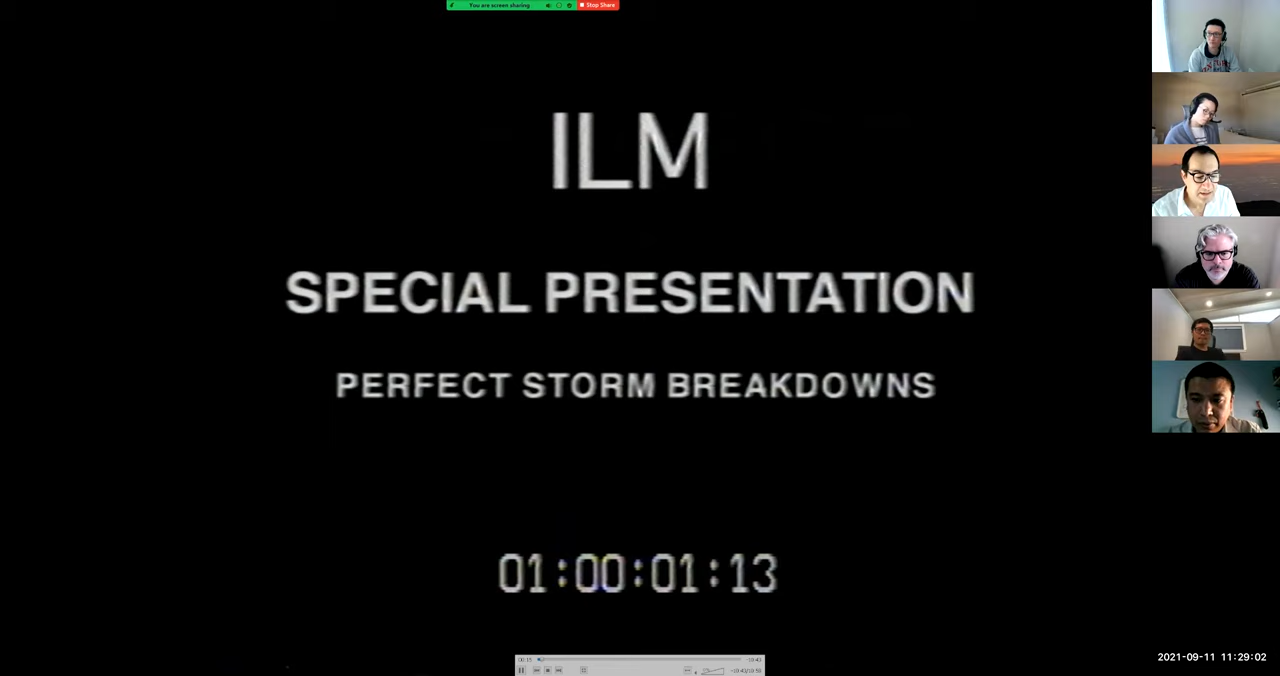 You are screen sharing
Stop Share
ILM
SPECIAL PRESENTATION
PERFECT STORM BREAKDOWNS
01:00:01:13
2021-09-11 11:29:02